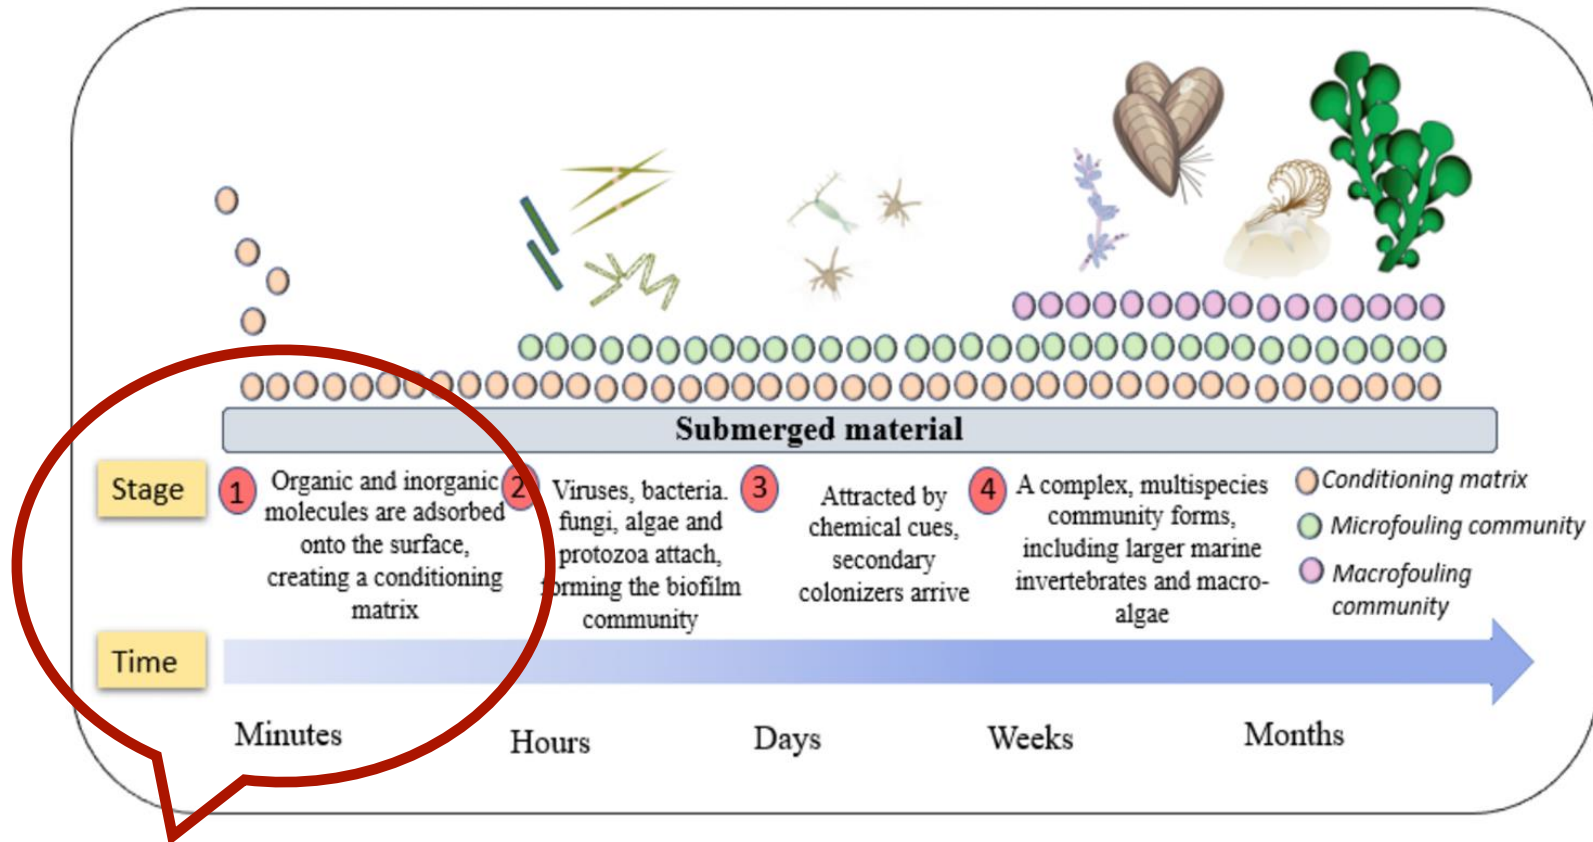 Submerged material
Stage
1
Organic and inorganic
molecules are adsorbed
onto the surface,
creating a conditioning
matrix
2
Viruses, bacteria.
fungi, algae and
protozoa attach,
forming the biofilm
community
3
Attracted by
chemical cues,
secondary
colonizers arrive
4
A complex, multispecies
community forms,
including larger marine
invertebrates and macro-
algae
Conditioning matrix
Microfouling community
Macrofouling
community
Time
Minutes
Hours
Days
Weeks
Months